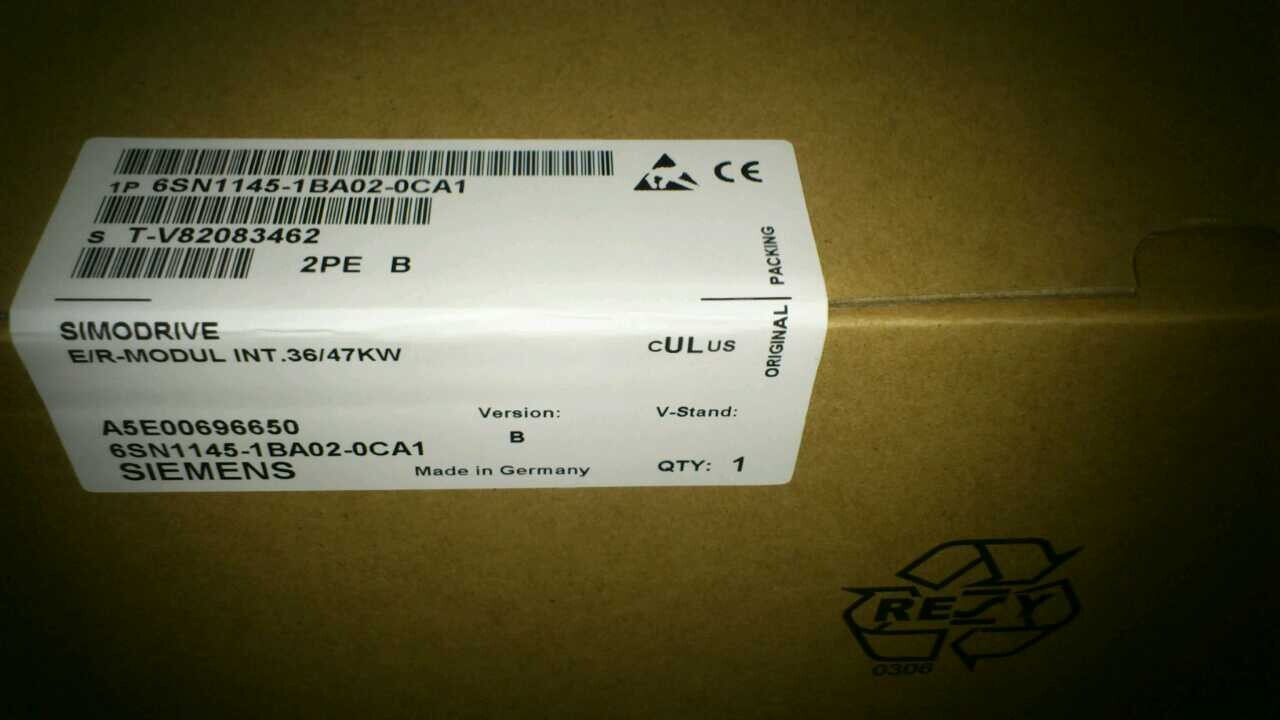 1P 6SN1145-1BA02-0CA1
S T-V82083462
2PE B
CE
ORIGINAL PACKING
SIMODRIVE
E/R-MODUL INT.36/47KW
cULus
A5E00696650
Version:
B
V-Stand:
6SN1145-1BA02-0CA1
SIEMENS
Made in Germany
QTY: 1
RESY
0306